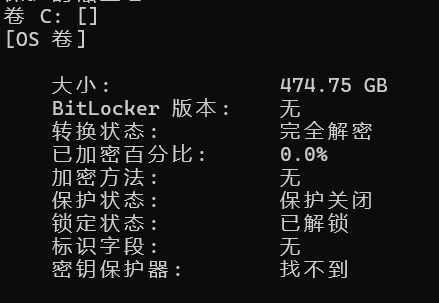 卷 C: []
[OS 卷]
大小: 474.75 GB
BitLocker 版本: 无
转换状态: 完全解密
已加密百分比: 0.0%
加密方法: 无
保护状态: 保护关闭
锁定状态: 已解锁
标识字段: 无
密钥保护器: 找不到